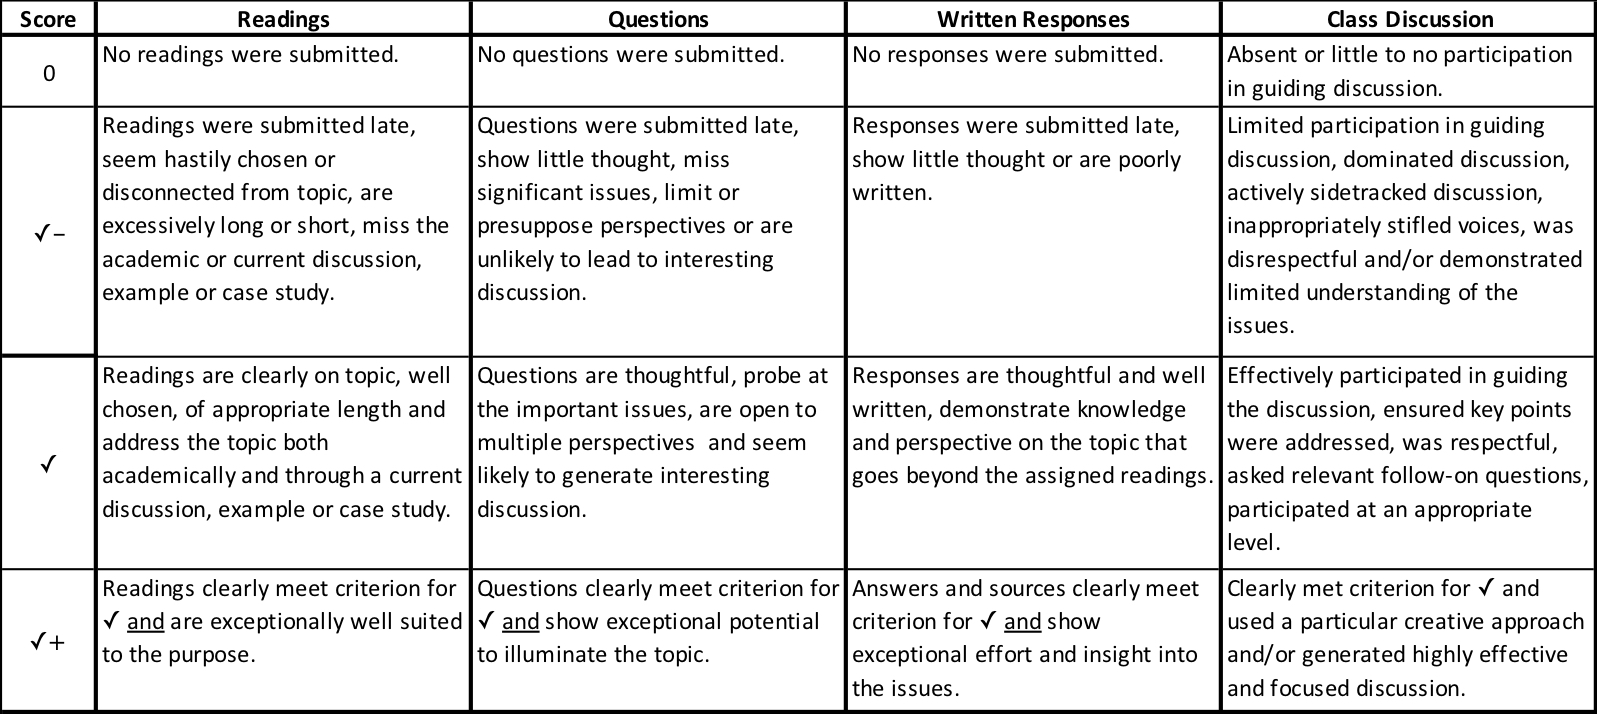 Score Readings Questions Written Responses Class Discussion
0
No readings were submitted.
No questions were submitted.
No responses were submitted.
Absent or little to no participation
in guiding discussion.
✓–
Readings were submitted late,
seem hastily chosen or
disconnected from topic, are
excessively long or short, miss the
academic or current discussion,
example or case study.
Questions were submitted late,
show little thought, miss
significant issues, limit or
presuppose perspectives or are
unlikely to lead to interesting
discussion.
Responses were submitted late,
show little thought or are poorly
written.
Limited participation in guiding
discussion, dominated discussion,
actively sidetracked discussion,
inappropriately stifled voices, was
disrespectful and/or demonstrated
limited understanding of the
issues.
✓
Readings are clearly on topic, well
chosen, of appropriate length and
address the topic both
academically and through a current
discussion, example or case study.
Questions are thoughtful, probe at
the important issues, are open to
multiple perspectives  and seem
likely to generate interesting
discussion.
Responses are thoughtful and well
written, demonstrate knowledge
and perspective on the topic that
goes beyond the assigned readings.
Effectively participated in guiding
the discussion, ensured key points
were addressed, was respectful,
asked relevant follow-on questions,
participated at an appropriate
level.
✓+
Readings clearly meet criterion for
✓ and are exceptionally well suited
to the purpose.
Questions clearly meet criterion for
✓ and show exceptional potential
to illuminate the topic.
Answers and sources clearly meet
criterion for ✓ and show
exceptional effort and insight into
the issues.
Clearly met criterion for ✓ and
used a particular creative approach
and/or generated highly effective
and focused discussion.